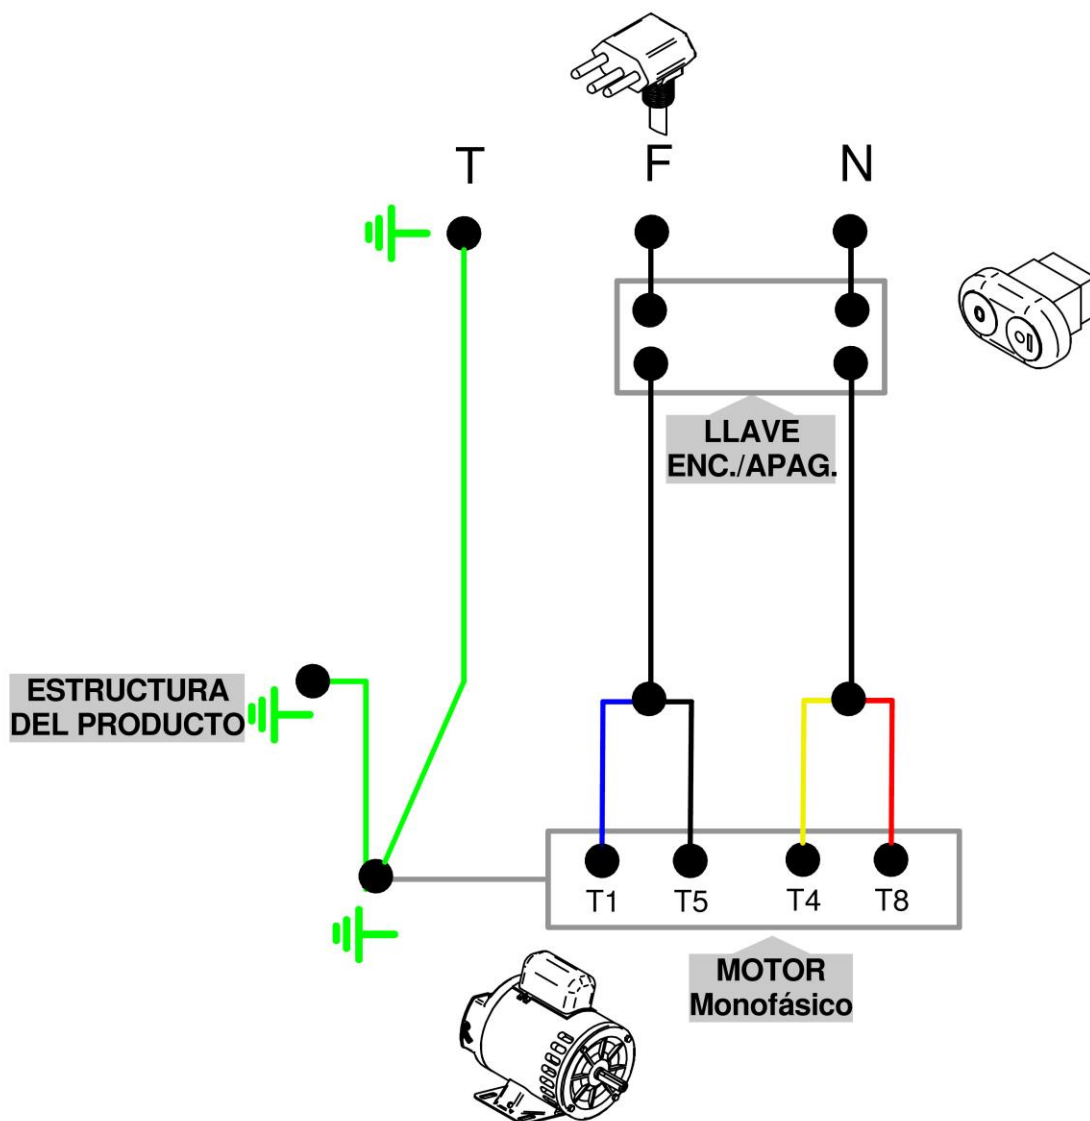 T
F
N
LLAVE
ENC./APAG.
ESTRUCTURA
DEL PRODUCTO
T1
T5
T4
T8
MOTOR
Monofásico